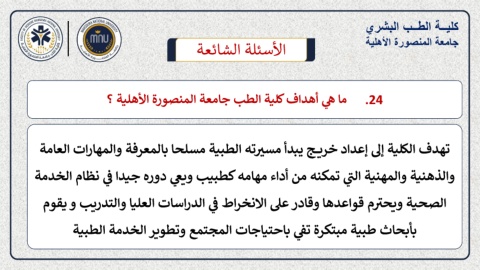 كليــة الطــب البشري
جامعة المنصورة الأهلية
MNU
الأسئلة الشائعة
24. ما هي أهداف كلية الطب جامعة المنصورة الأهلية ؟
تهدف الكلية إلى إعداد خريج يبدأ مسيرته الطبية مسلحا بالمعرفة والمهارات العامة
والذهنية والمهنية التي تمكنه من أداء مهامه كطبيب ويعي دوره جيدا في نظام الخدمة
الصحية ويحترم قواعدها وقادر على الانخراط في الدراسات العليا والتدريب و يقوم
بأبحاث طبية مبتكرة تفي باحتياجات المجتمع وتطوير الخدمة الطبية